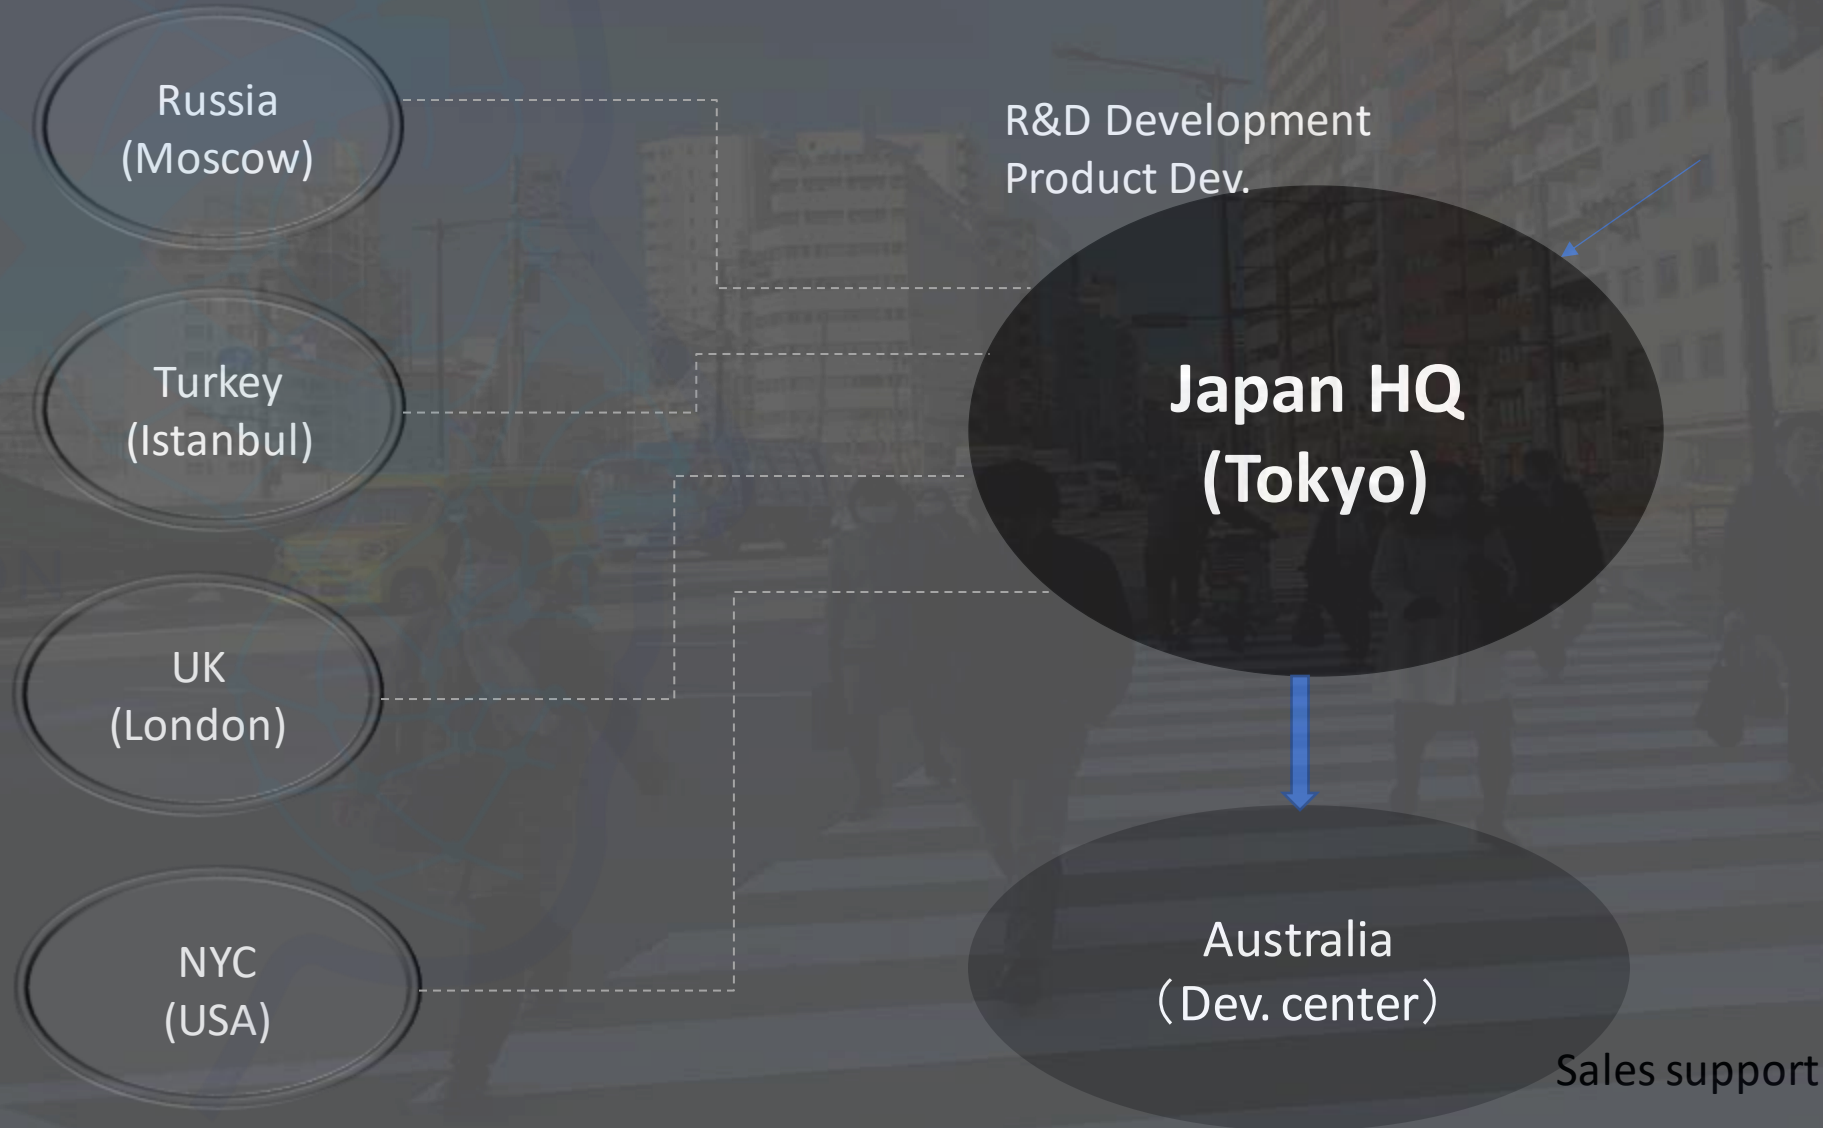 Russia
(Moscow)
Turkey
(Istanbul)
UK
(London)
NYC
(USA)
R&D Development
Product Dev.
Japan HQ
(Tokyo)
Australia
（Dev. center）
Sales support